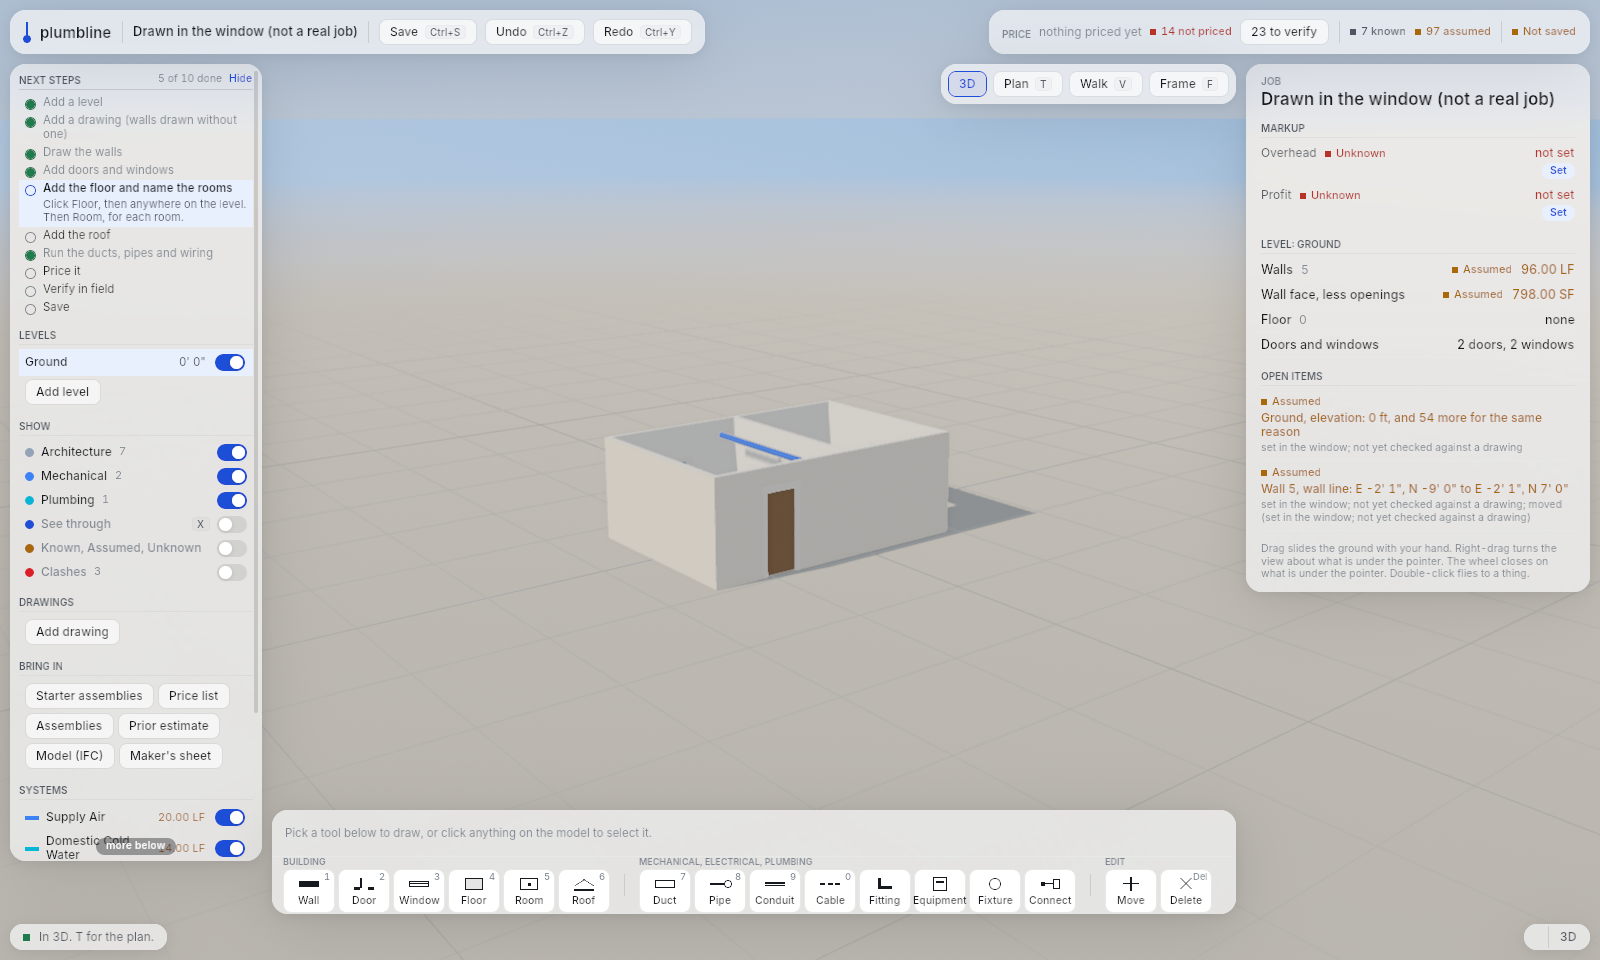 plumbline
Drawn in the window (not a real job)
Save Ctrl+S
Undo Ctrl+Z
Redo Ctrl+Y
PRICE nothing priced yet 14 not priced 23 to verify 7 known 97 assumed Not saved
NEXT STEPS 5 of 10 done Hide
Add a level
Add a drawing (walls drawn without
one)
Draw the walls
Add doors and windows
Add the floor and name the rooms
Click Floor, then anywhere on the level.
Then Room, for each room.
Add the roof
Run the ducts, pipes and wiring
Price it
Verify in field
Save
LEVELS
Ground 0' 0"
Add level
SHOW
Architecture 7
Mechanical 2
Plumbing 1
See through X
Known, Assumed, Unknown
Clashes 3
DRAWINGS
Add drawing
BRING IN
Starter assemblies Price list
Assemblies Prior estimate
Model (IFC) Maker's sheet
SYSTEMS
Supply Air 20.00 LF
Domestic Cold
Water 14.00 LF
more below
3D
Plan T
Walk V
Frame F
JOB
Drawn in the window (not a real job)
MARKUP
Overhead Unknown not set
Set
Profit Unknown not set
Set
LEVEL: GROUND
Walls 5 Assumed 96.00 LF
Wall face, less openings Assumed 798.00 SF
Floor 0 none
Doors and windows 2 doors, 2 windows
OPEN ITEMS
Assumed
Ground, elevation: 0 ft, and 54 more for the same
reason
set in the window; not yet checked against a drawing
Assumed
Wall 5, wall line: E -2' 1", N -9' 0" to E -2' 1", N 7' 0"
set in the window; not yet checked against a drawing; moved
(set in the window; not yet checked against a drawing)
Drag slides the ground with your hand. Right-drag turns the
view about what is under the pointer. The wheel closes on
what is under the pointer. Double-click flies to a thing.
Pick a tool below to draw, or click anything on the model to select it.
BUILDING
Wall 1
Door 2
Window 3
Floor 4
Room 5
Roof 6
MECHANICAL, ELECTRICAL, PLUMBING
Duct 7
Pipe 8
Conduit 9
Cable 0
Fitting
Equipment
Fixture
Connect
EDIT
Move
Delete Del
In 3D. T for the plan.
3D